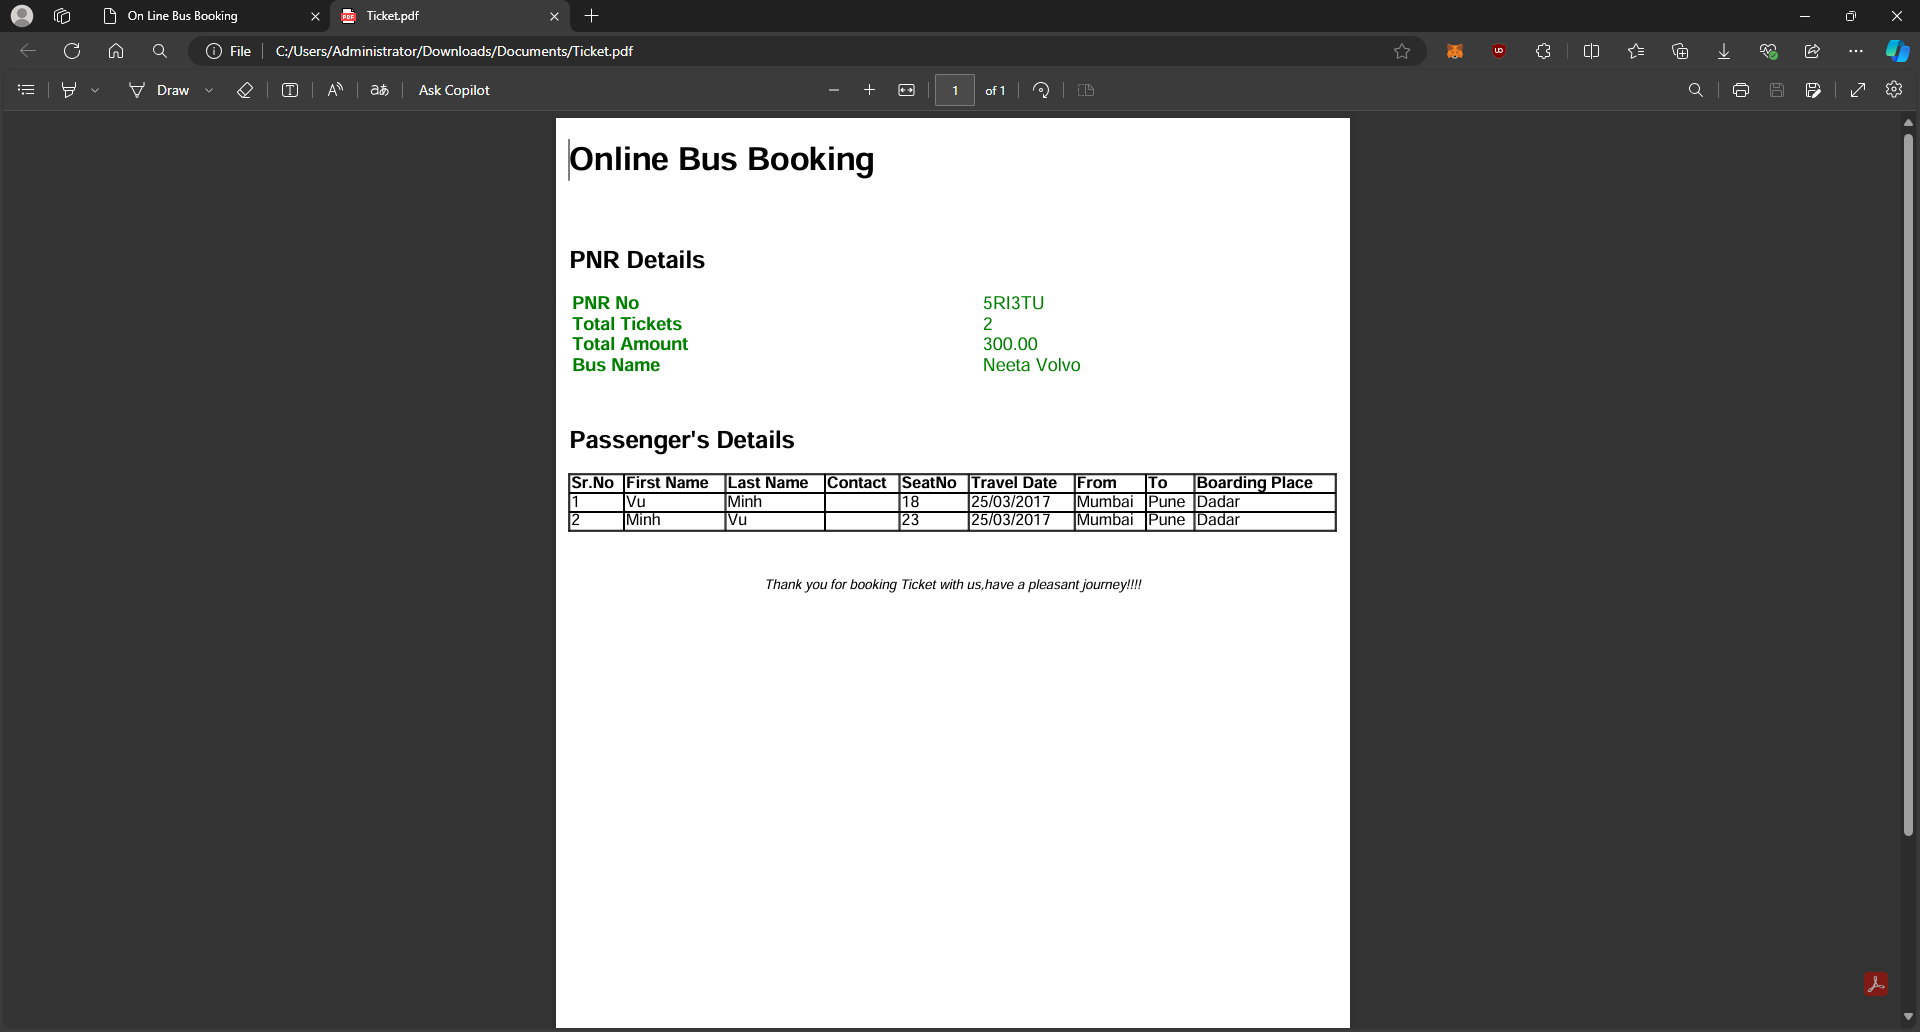 On Line Bus Booking
Ticket.pdf
File
C:/Users/Administrator/Downloads/Documents/Ticket.pdf
Draw
aあ
Ask Copilot
1 of 1
Online Bus Booking
PNR Details
PNR No 5RI3TU
Total Tickets 2
Total Amount 300.00
Bus Name Neeta Volvo
Passenger's Details
Sr.No First Name Last Name Contact SeatNo Travel Date From To Boarding Place
1 Vu Minh 18 25/03/2017 Mumbai Pune Dadar
2 Minh Vu 23 25/03/2017 Mumbai Pune Dadar
Thank you for booking Ticket with us,have a pleasant journey!!!!